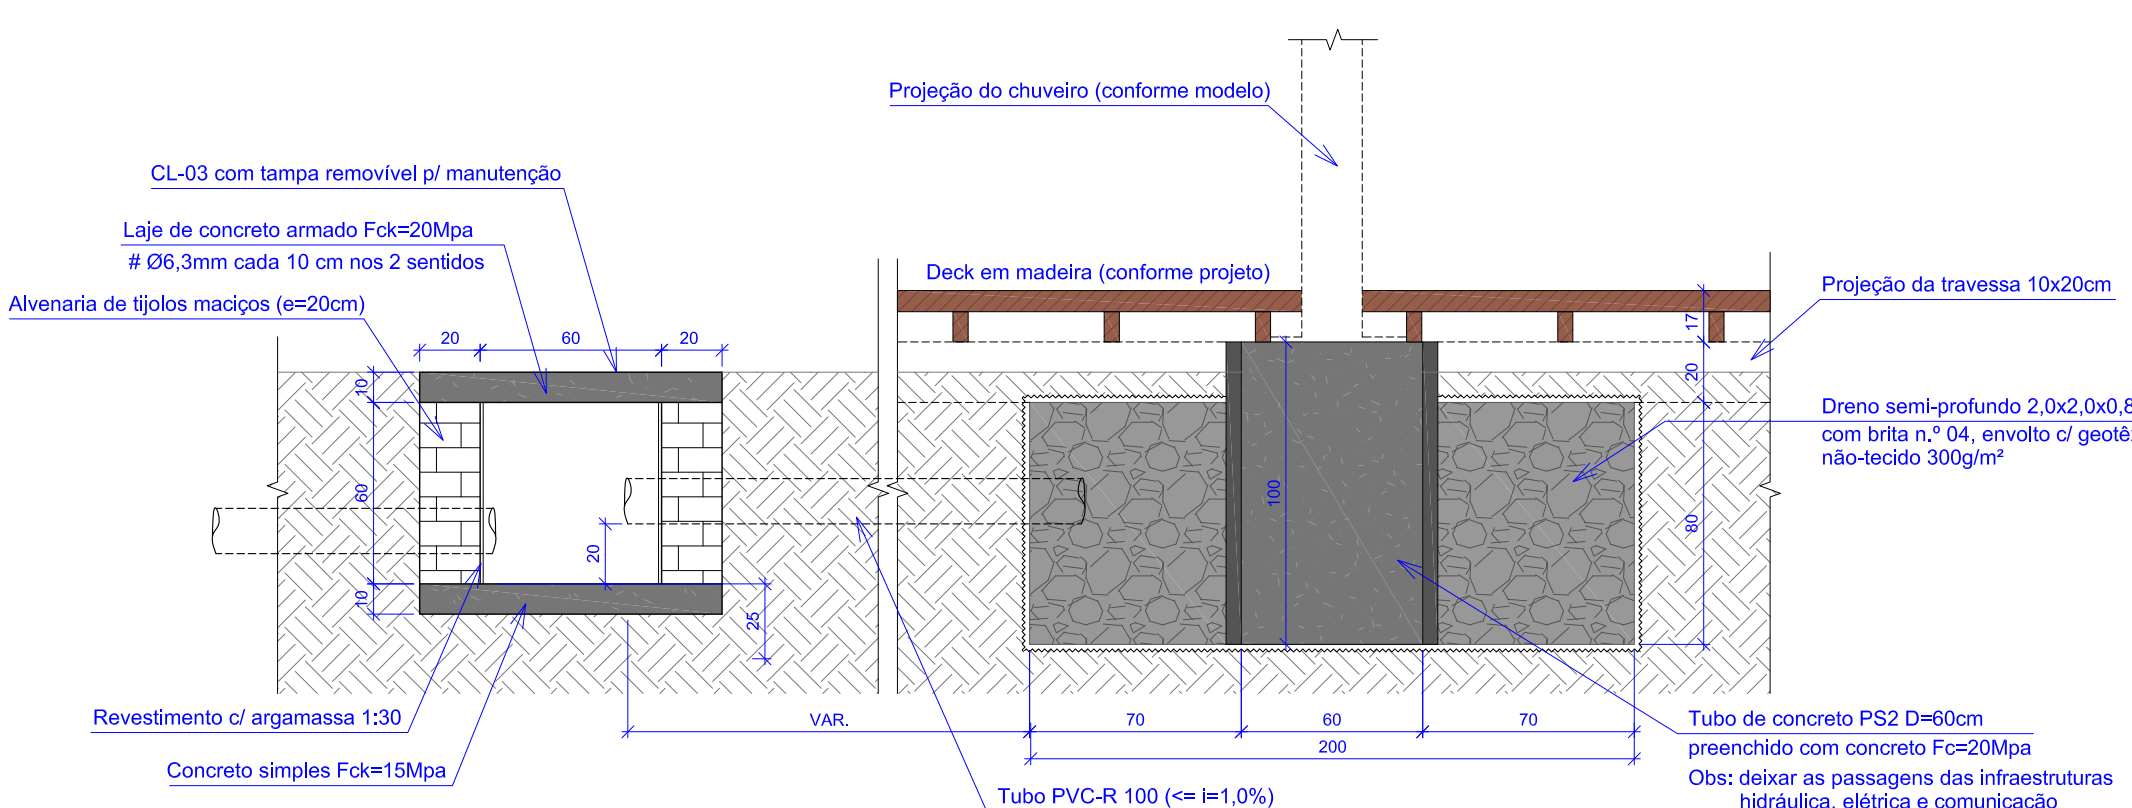 Projeção do chuveiro (conforme modelo)
CL-03 com tampa removível p/ manutenção
Laje de concreto armado Fck=20Mpa
# Ø6,3mm cada 10 cm nos 2 sentidos
Deck em madeira (conforme projeto)
Projeção da travessa 10x20cm
Alvenaria de tijolos maciços (e=20cm)
20
60
20
17
10
20
Dreno semi-profundo 2,0x2,0x0,8
com brita n.º 04, envolto c/
não-tecido 300g/m²
60
100
80
20
10
25
Revestimento c/ argamassa 1:30
VAR.
70
60
70
200
Tubo de concreto PS2 D=60cm
preenchido com concreto Fc=20Mpa
Obs: deixar as passagens das infraestruturas
hidráulica, elétrica e comunicação
Concreto simples Fck=15Mpa
Tubo PVC-R 100 (<= i=1,0%)